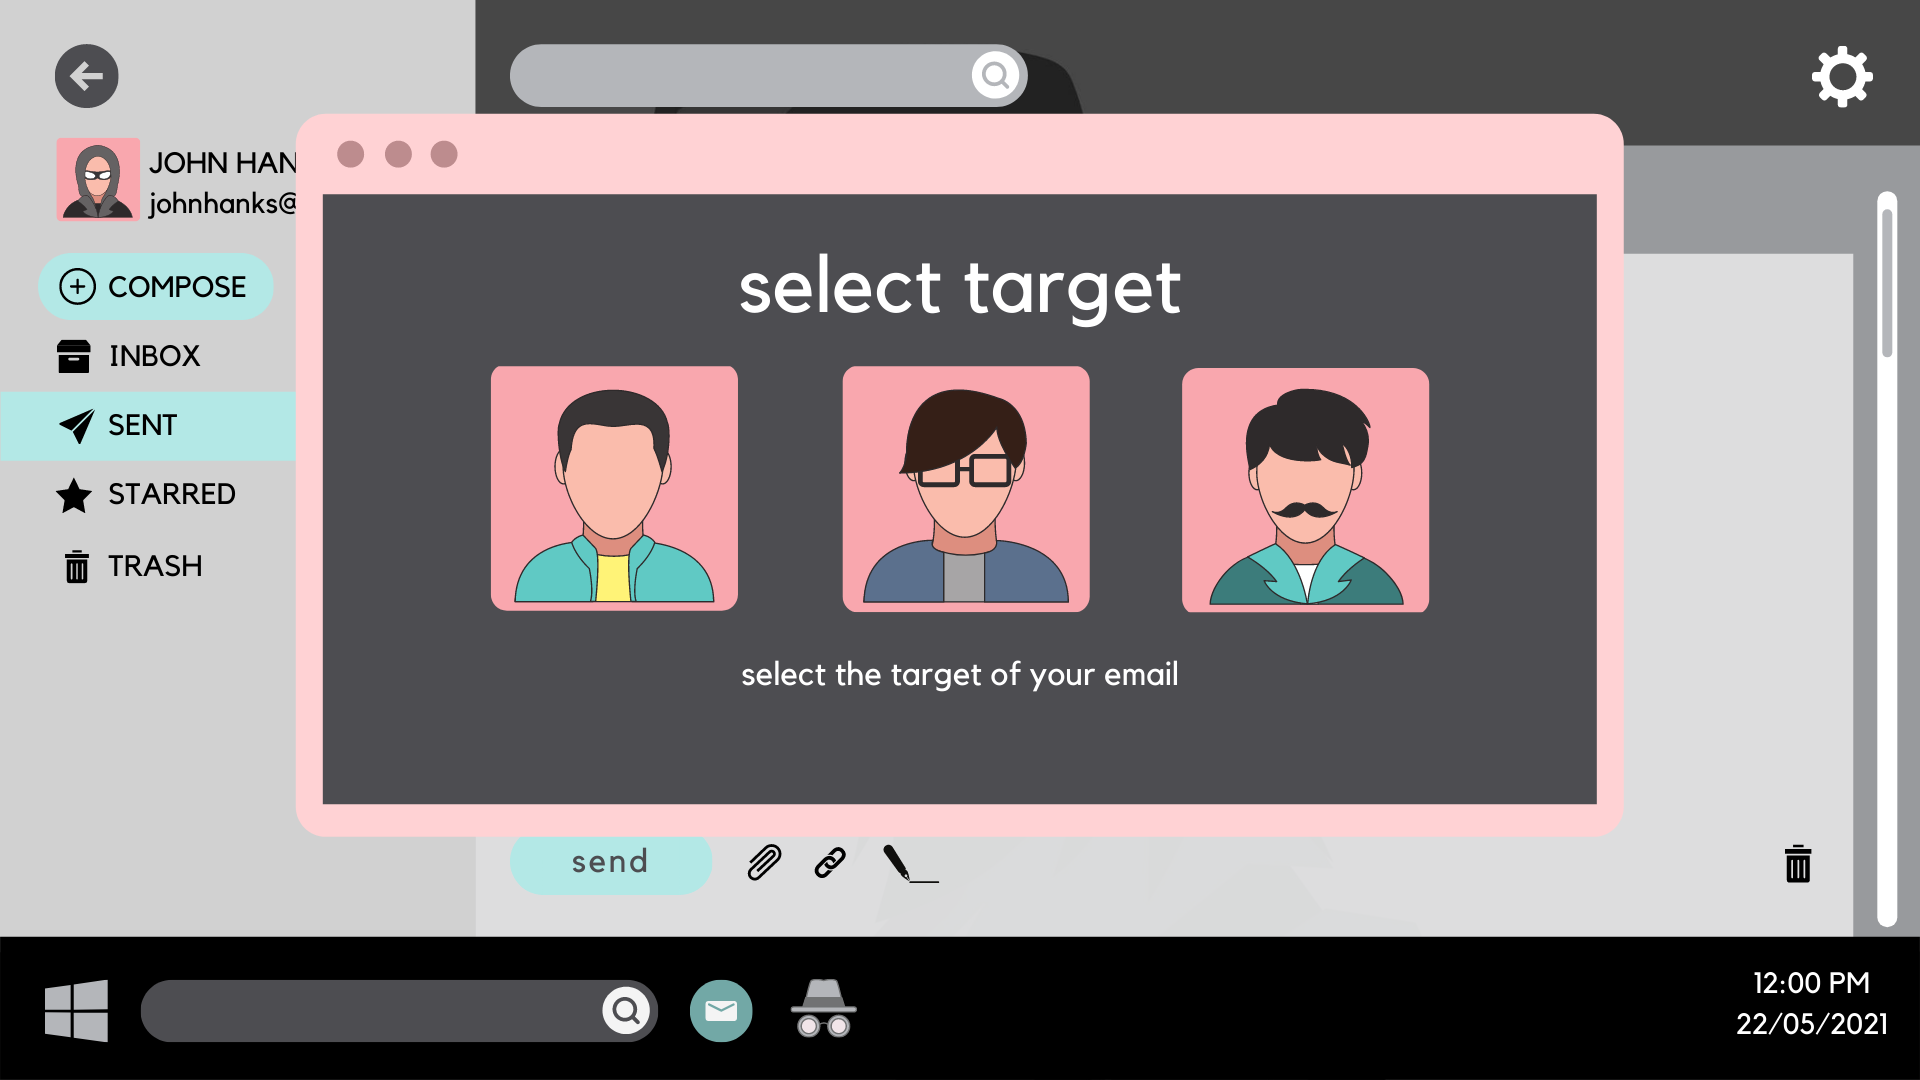 JOHN HAN
johnhanks@
COMPOSE
INBOX
SENT
STARRED
TRASH
select target
select the target of your email
send
12:00 PM
22/05/2021